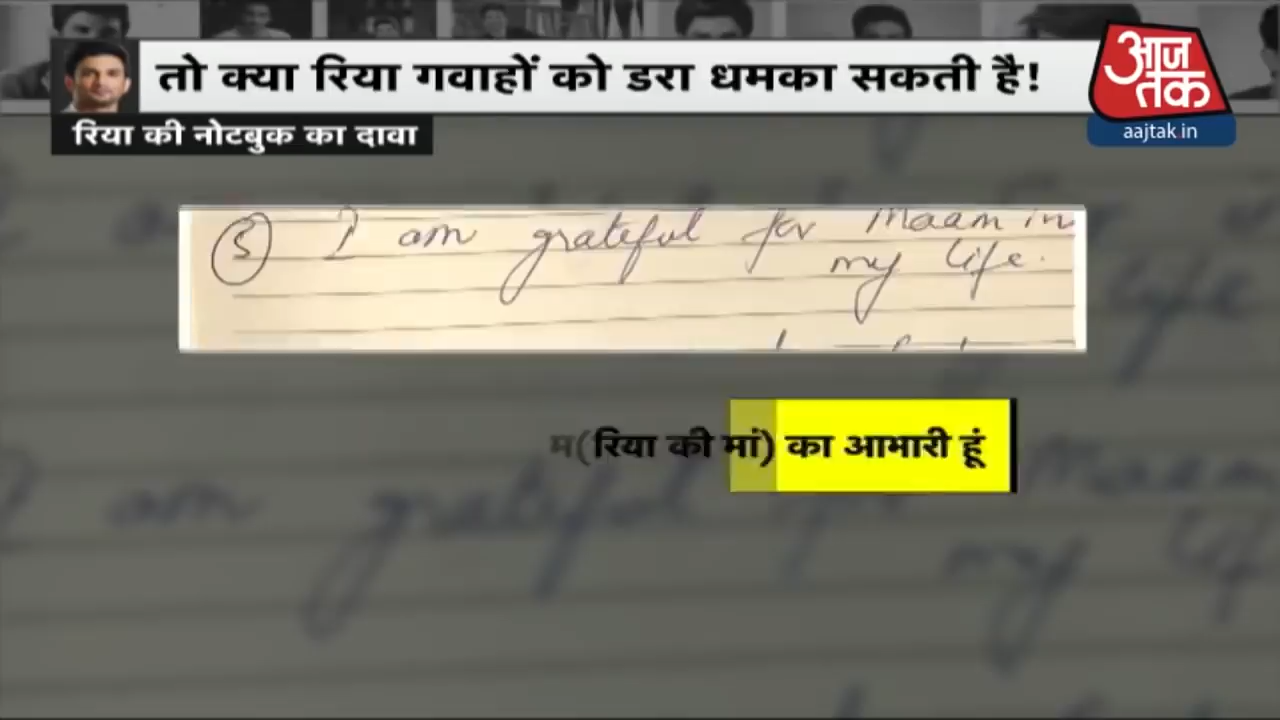 तो क्या रिया गवाहों को डरा धमका सकती है!
आज
तक
aajtak.in
रिया की नोटबुक का दावा
5 I am grateful for Maam in
my life.
म(रिया की मां) का आभारी हूं